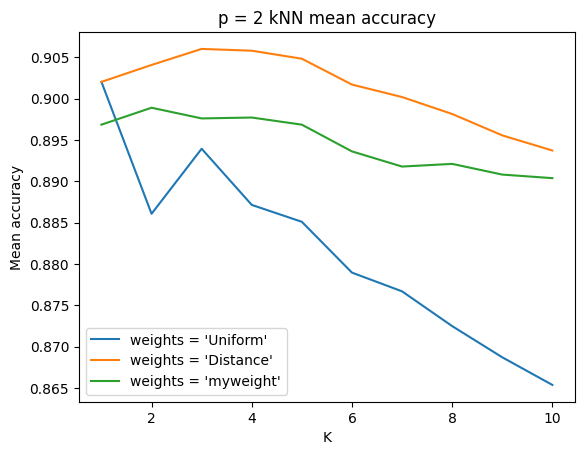 p = 2 kNN mean accuracy
Mean accuracy
0.905
0.900
0.895
0.890
0.885
0.880
0.875
0.870
0.865
weights = 'Uniform'
weights = 'Distance'
weights = 'myweight'
2 4 6 8 10
K